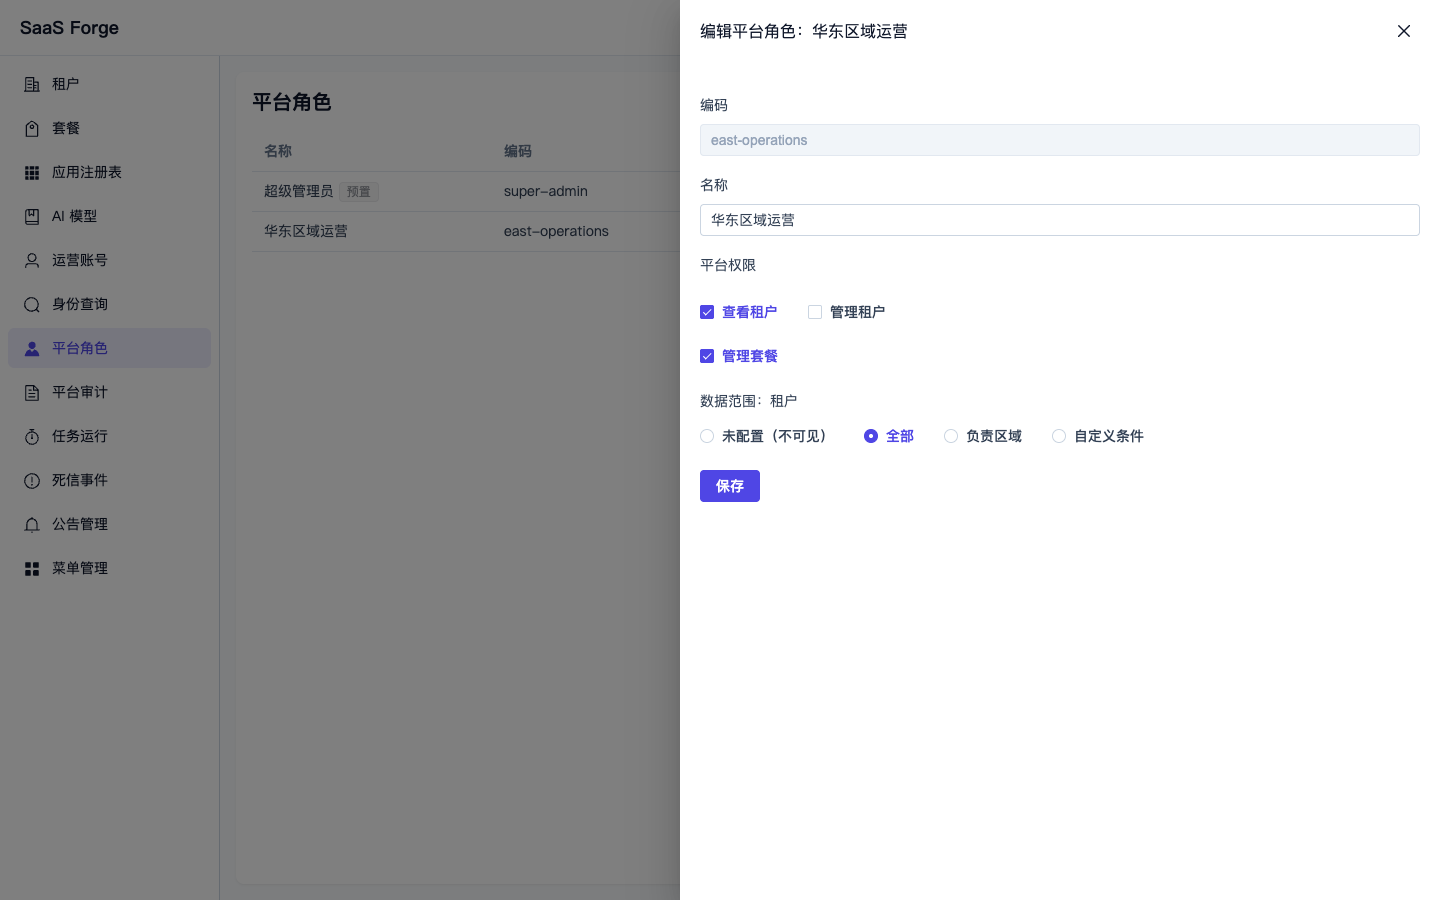 SaaS Forge
租户
套餐
应用注册表
AI 模型
运营账号
身份查询
平台角色
平台审计
任务运行
死信事件
公告管理
菜单管理
平台角色
名称 编码
超级管理员 预置 super-admin
华东区域运营 east-operations
编辑平台角色：华东区域运营
编码
east-operations
名称
华东区域运营
平台权限
查看租户 管理租户
管理套餐
数据范围：租户
未配置（不可见） 全部 负责区域 自定义条件
保存